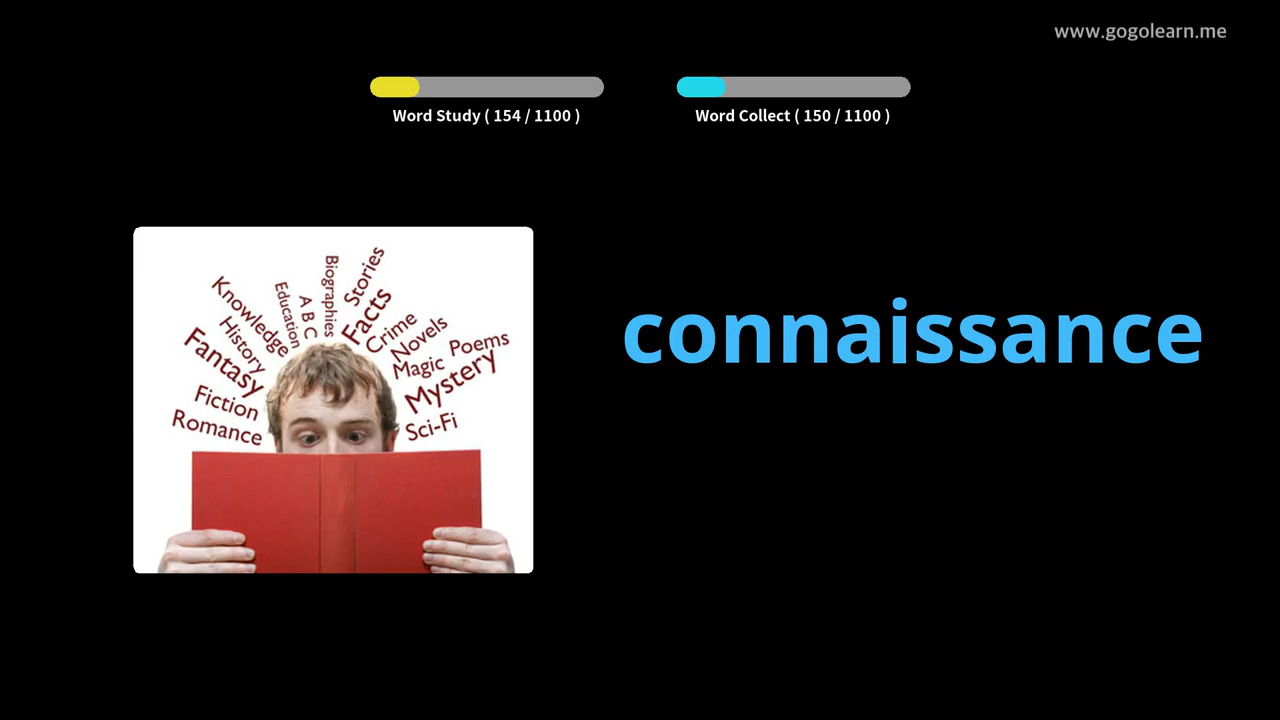 www.gogolearn.me
Word Study ( 154 / 1100 )
Word Collect ( 150 / 1100 )
connaissance
Romance
Fiction
Fantasy
History
Knowledge
Education
A B C
Biographies
Stories
Facts
Crime
Novels
Magic
Poems
Mystery
Sci-Fi